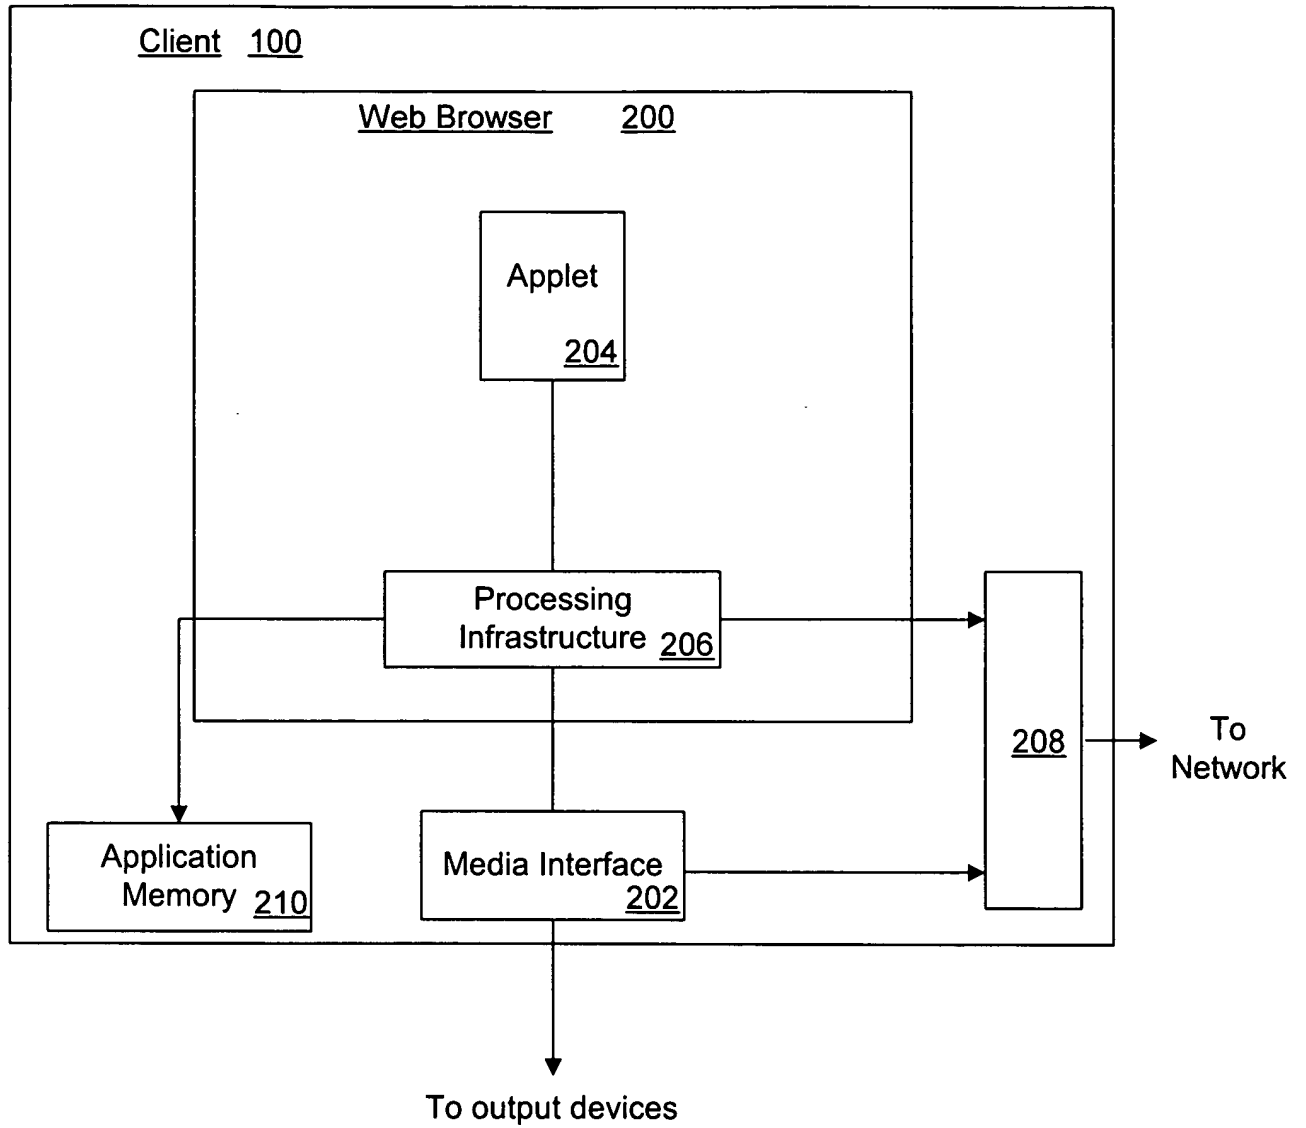 Client 100
Web Browser 200
Applet
204
Processing
Infrastructure 206
208
To
Network
Application
Memory 210
Media Interface
202
To output devices